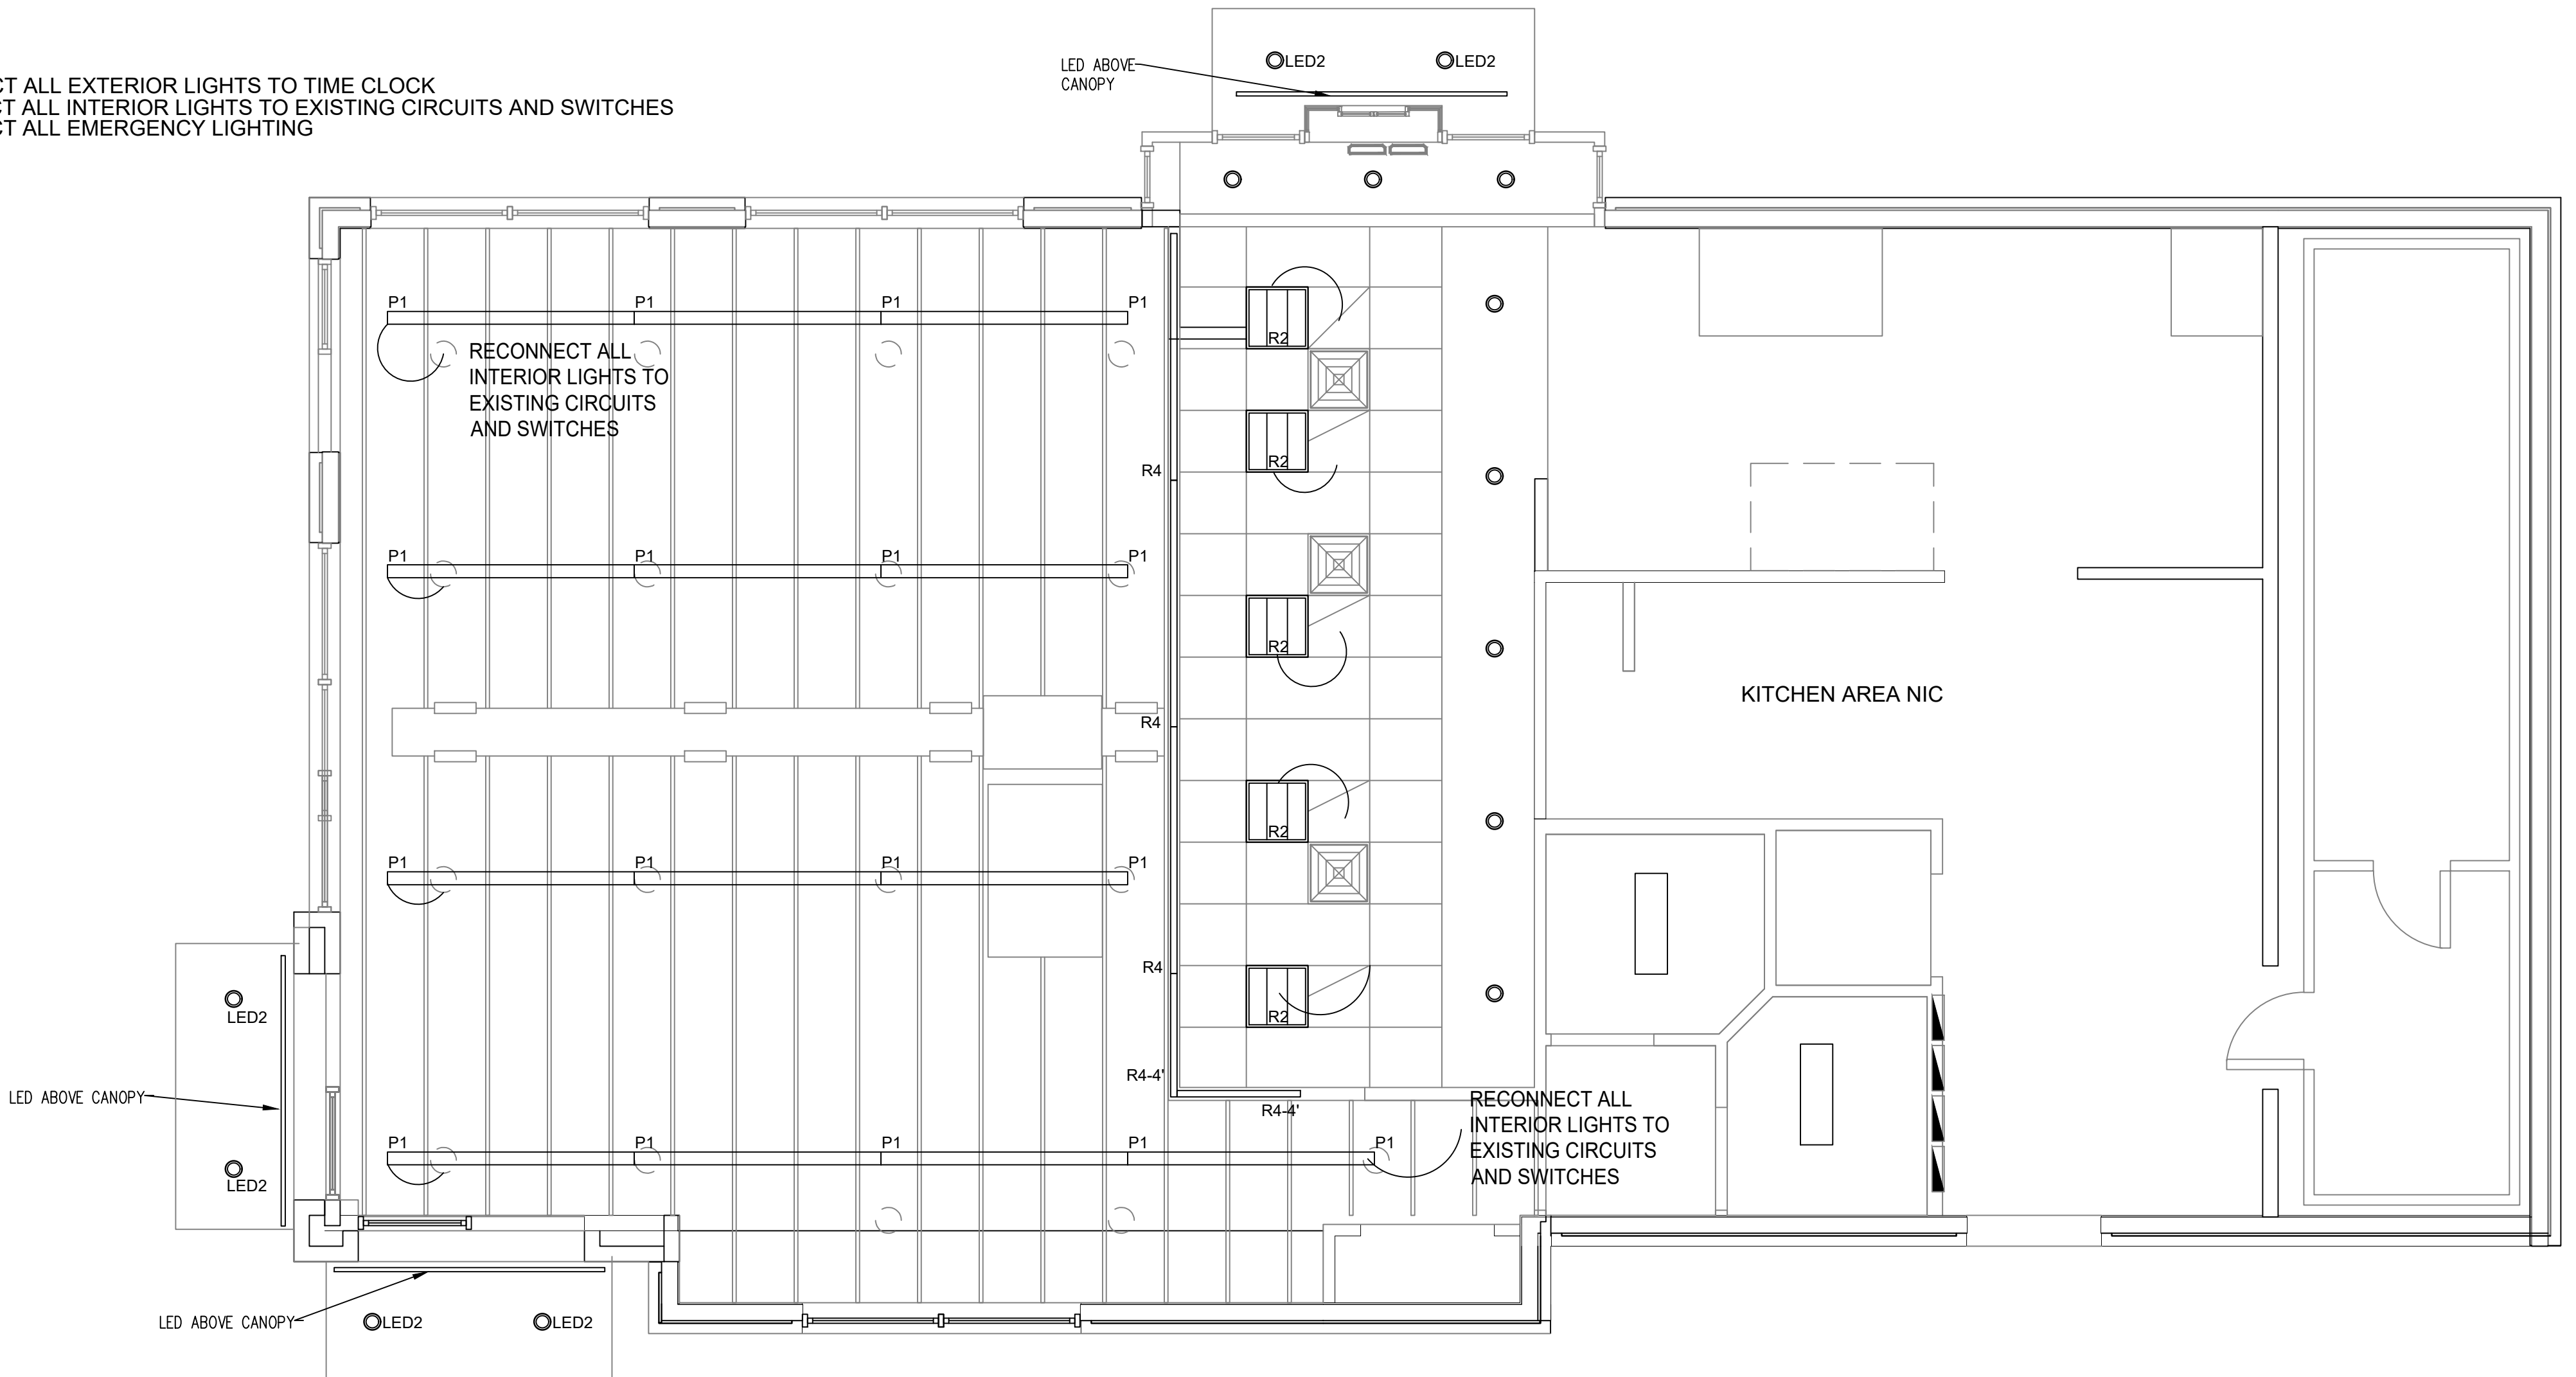 LED ABOVE
CANOPY
LED2 LED2
CT ALL EXTERIOR LIGHTS TO TIME CLOCK
CT ALL INTERIOR LIGHTS TO EXISTING CIRCUITS AND SWITCHES
CT ALL EMERGENCY LIGHTING
P1 P1 P1 P1
R2
RECONNECT ALL
INTERIOR LIGHTS TO
EXISTING CIRCUITS
AND SWITCHES
R4
R2
P1 P1 P1 P1
R2
KITCHEN AREA NIC
R4
R2
P1 P1 P1 P1
R4
R2
LED2
R4-4'
LED ABOVE CANOPY
R4-4'
RECONNECT ALL
INTERIOR LIGHTS TO
EXISTING CIRCUITS
AND SWITCHES
P1 P1 P1 P1 P1
LED2
LED ABOVE CANOPY
LED2 LED2